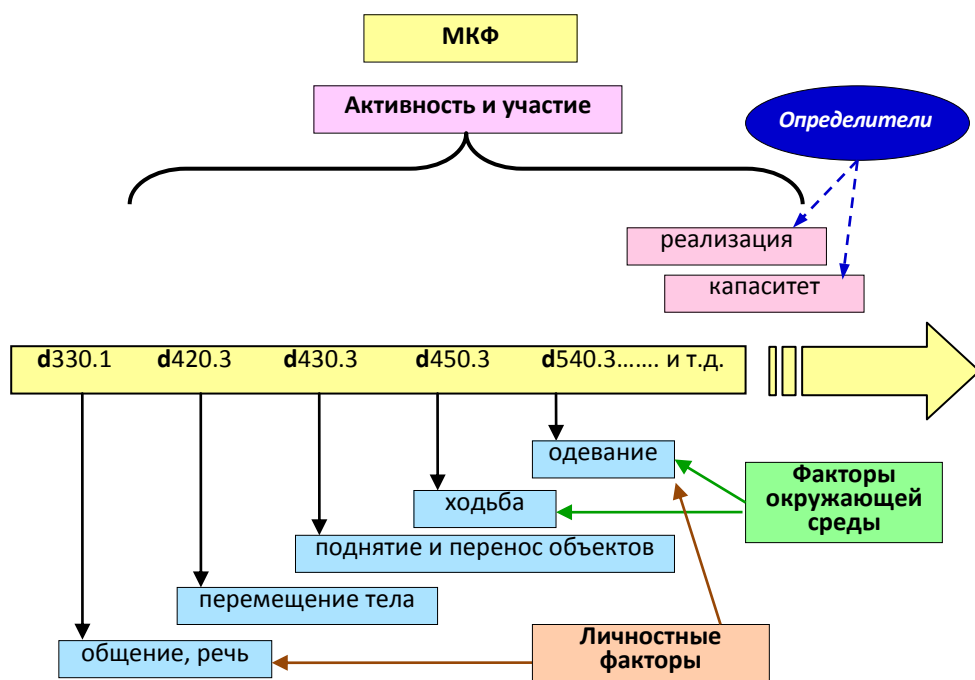 МКФ
Активность и участие
Определители
реализация
капаситет
d330.1 d420.3 d430.3 d450.3 d540.3....... и т.д.
одевание
Факторы
окружающей
среды
ходьба
поднятие и перенос объектов
перемещение тела
Личностные
факторы
общение, речь